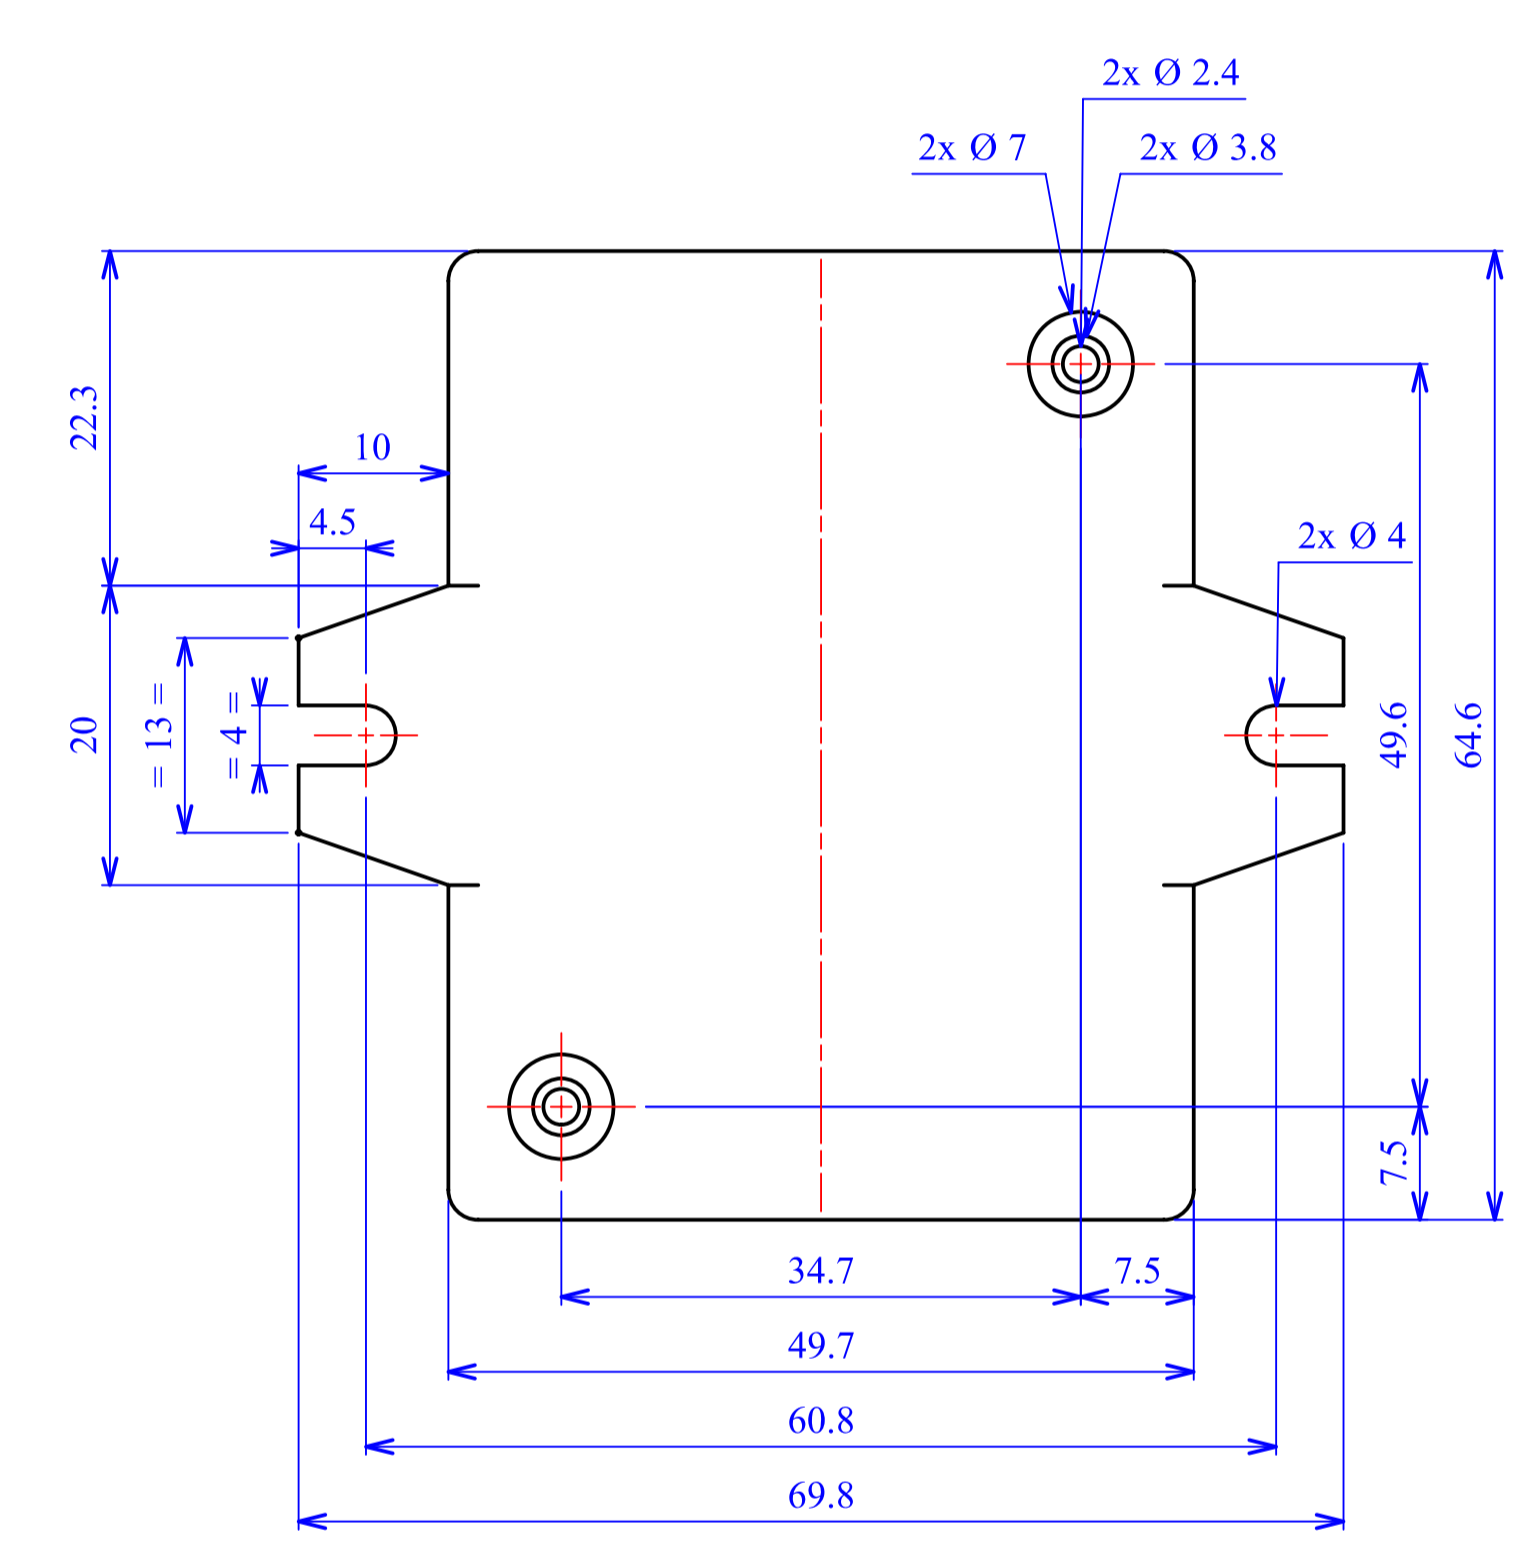 2x Ø 2.4
2x Ø 7
2x Ø 3.8
22.3
10
4.5
2x Ø 4
20
= 13 =
= 4 =
49.6
64.6
7.5
34.7
7.5
49.7
60.8
69.8